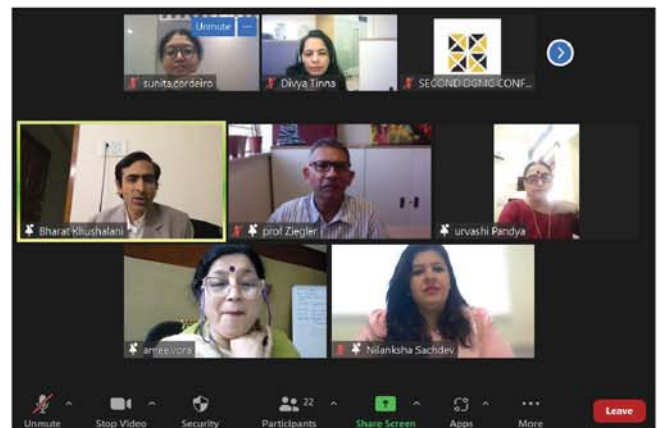 Unmute ...
sunita.cordeiro
Divya Tinna
SECOND DGMC CONF...
Bharat Khushalani
prof Ziegler
urvashi Pandya
amee.vora
Nilanksha Sachdev
22
Unmute
Stop Video
Security
Participants
Share Screen
Apps
More
Leave